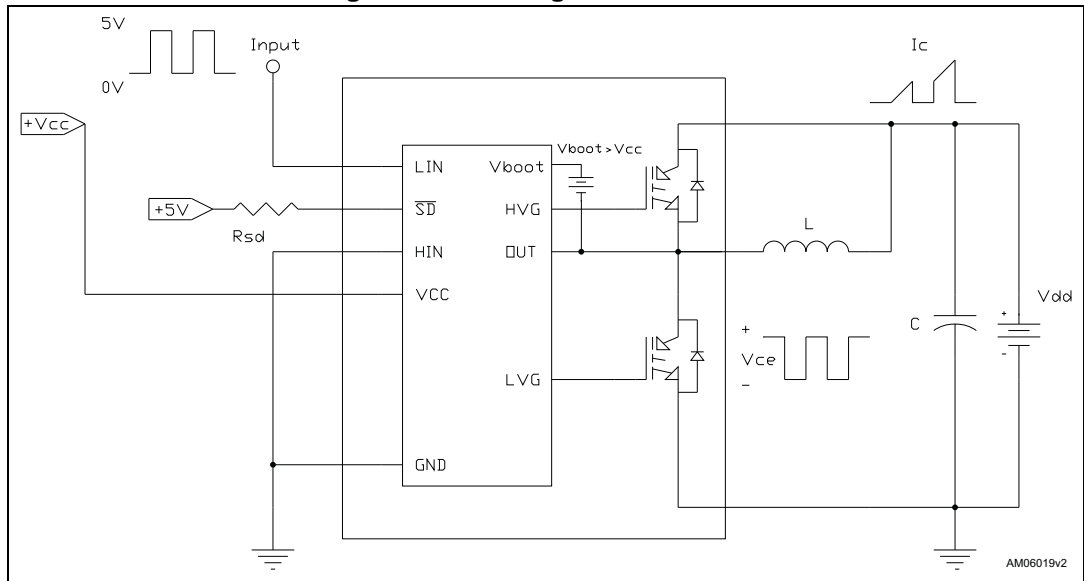 5V
0V
Input
Ic
+Vcc
Vboot>Vcc
LIN
Vboot
+5V
Rsd
SD
HVG
HIN
OUT
L
VCC
Vdd
C
+
-
+
Vce
-
LVG
GND
AM06019v2